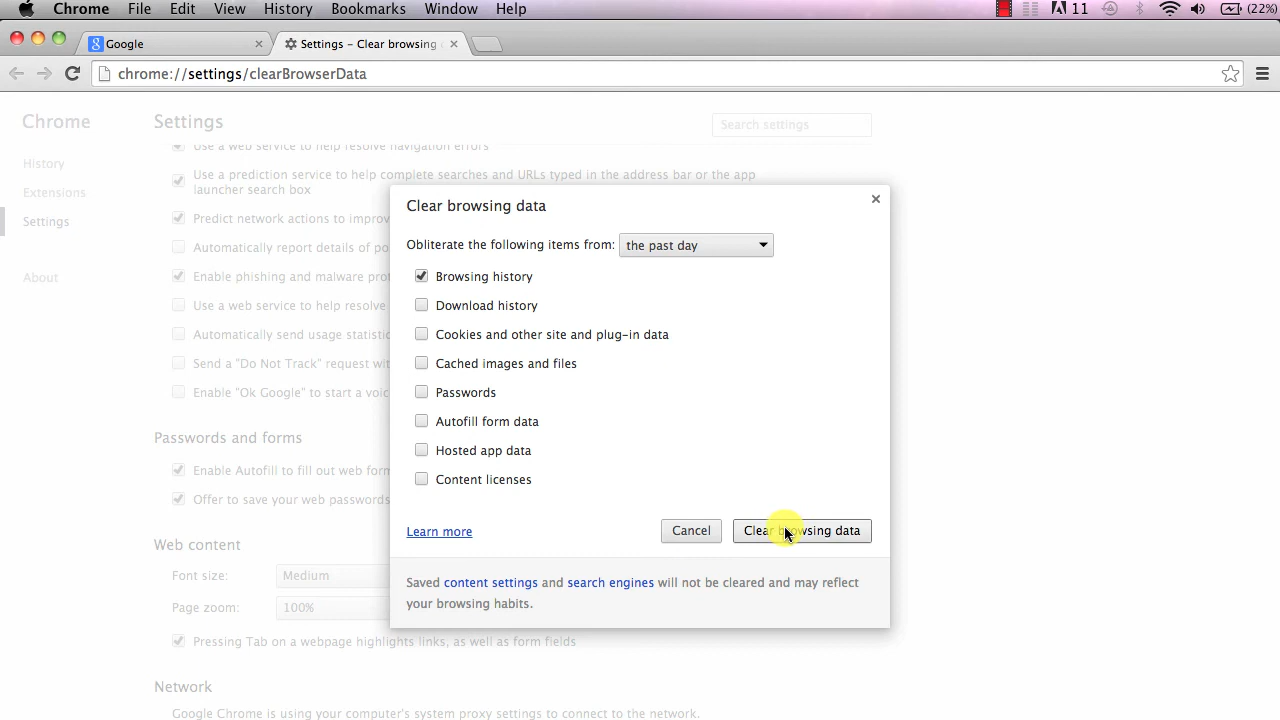 Chrome File Edit View History Bookmarks Window Help 11 (22%)
Google Settings – Clear browsing
chrome://settings/clearBrowserData
Chrome
History
Extensions
Settings
About
Settings
Search settings
Use a web service to help resolve navigation errors
Use a prediction service to help complete searches and URLs typed in the address bar or the app
launcher search box
Predict network actions to improv
Automatically report details of po
Enable phishing and malware prot
Use a web service to help resolve
Automatically send usage statistic
Send a "Do Not Track" request wit
Enable "Ok Google" to start a voic
Passwords and forms
Enable Autofill to fill out web form
Offer to save your web passwords
Web content
Font size: Medium
Page zoom: 100%
Pressing Tab on a webpage highlights links, as well as form fields
Network
Google Chrome is using your computer's system proxy settings to connect to the network.
Clear browsing data
Obliterate the following items from: the past day
Browsing history
Download history
Cookies and other site and plug-in data
Cached images and files
Passwords
Autofill form data
Hosted app data
Content licenses
Learn more
Cancel
Clear browsing data
Saved content settings and search engines will not be cleared and may reflect
your browsing habits.